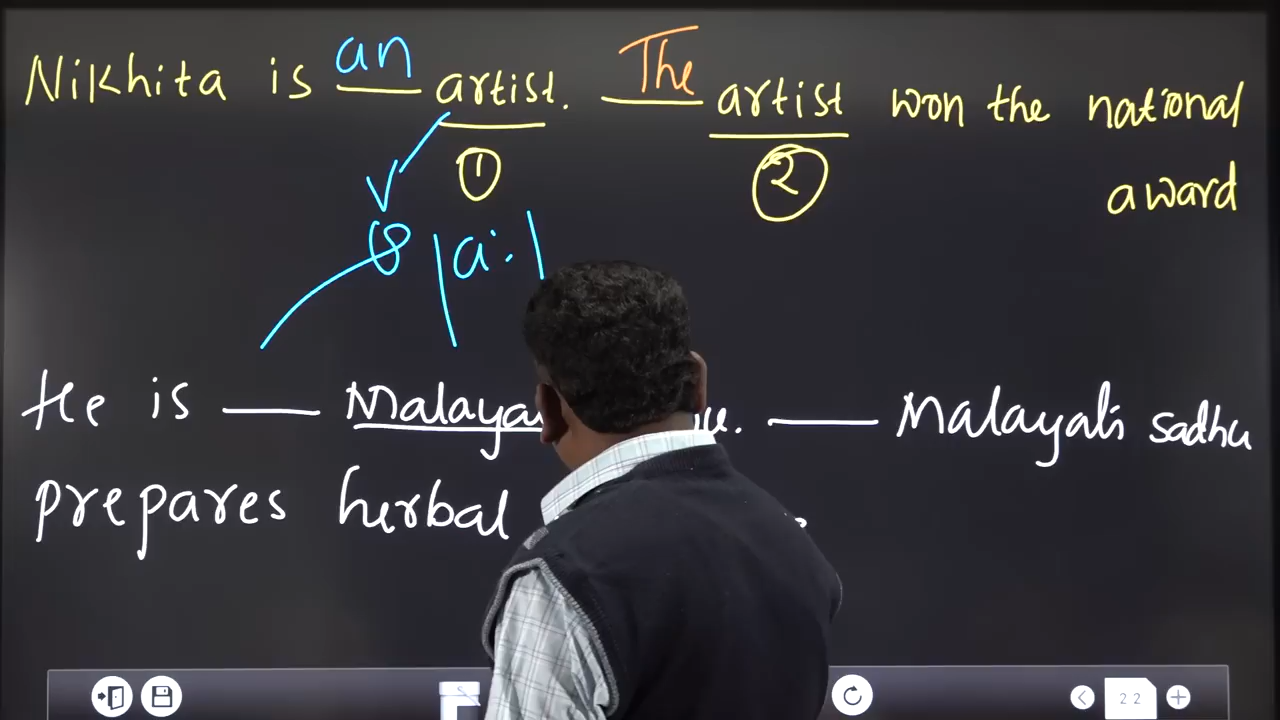 Nikhita is an artist. The artist won the national
award
① ②
/a:/
He is ___ ___ Malayali sadhu
prepares herbal
22